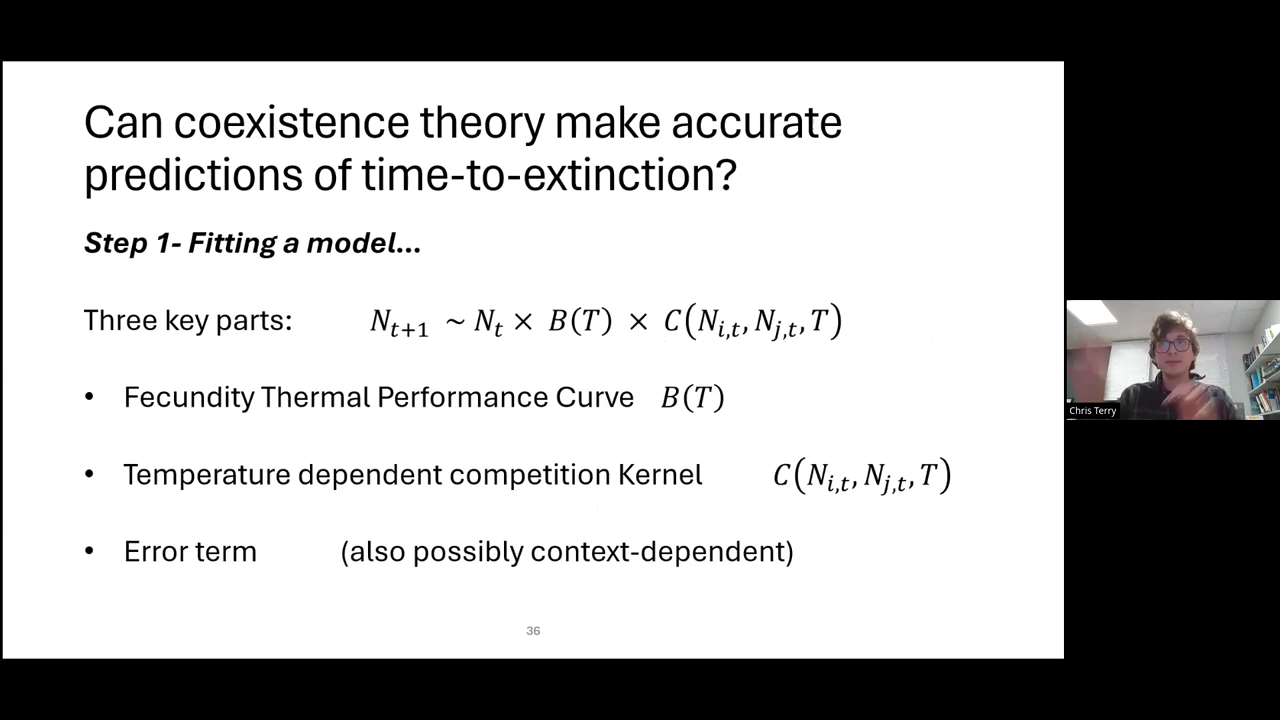 Can coexistence theory make accurate
predictions of time-to-extinction?
Step 1- Fitting a model...
Three key parts: N_{t+1} ~ N_t × B(T) × C(N_{i,t}, N_{j,t}, T)
• Fecundity Thermal Performance Curve B(T)
• Temperature dependent competition Kernel C(N_{i,t}, N_{j,t}, T)
• Error term (also possibly context-dependent)
36
Chris Terry